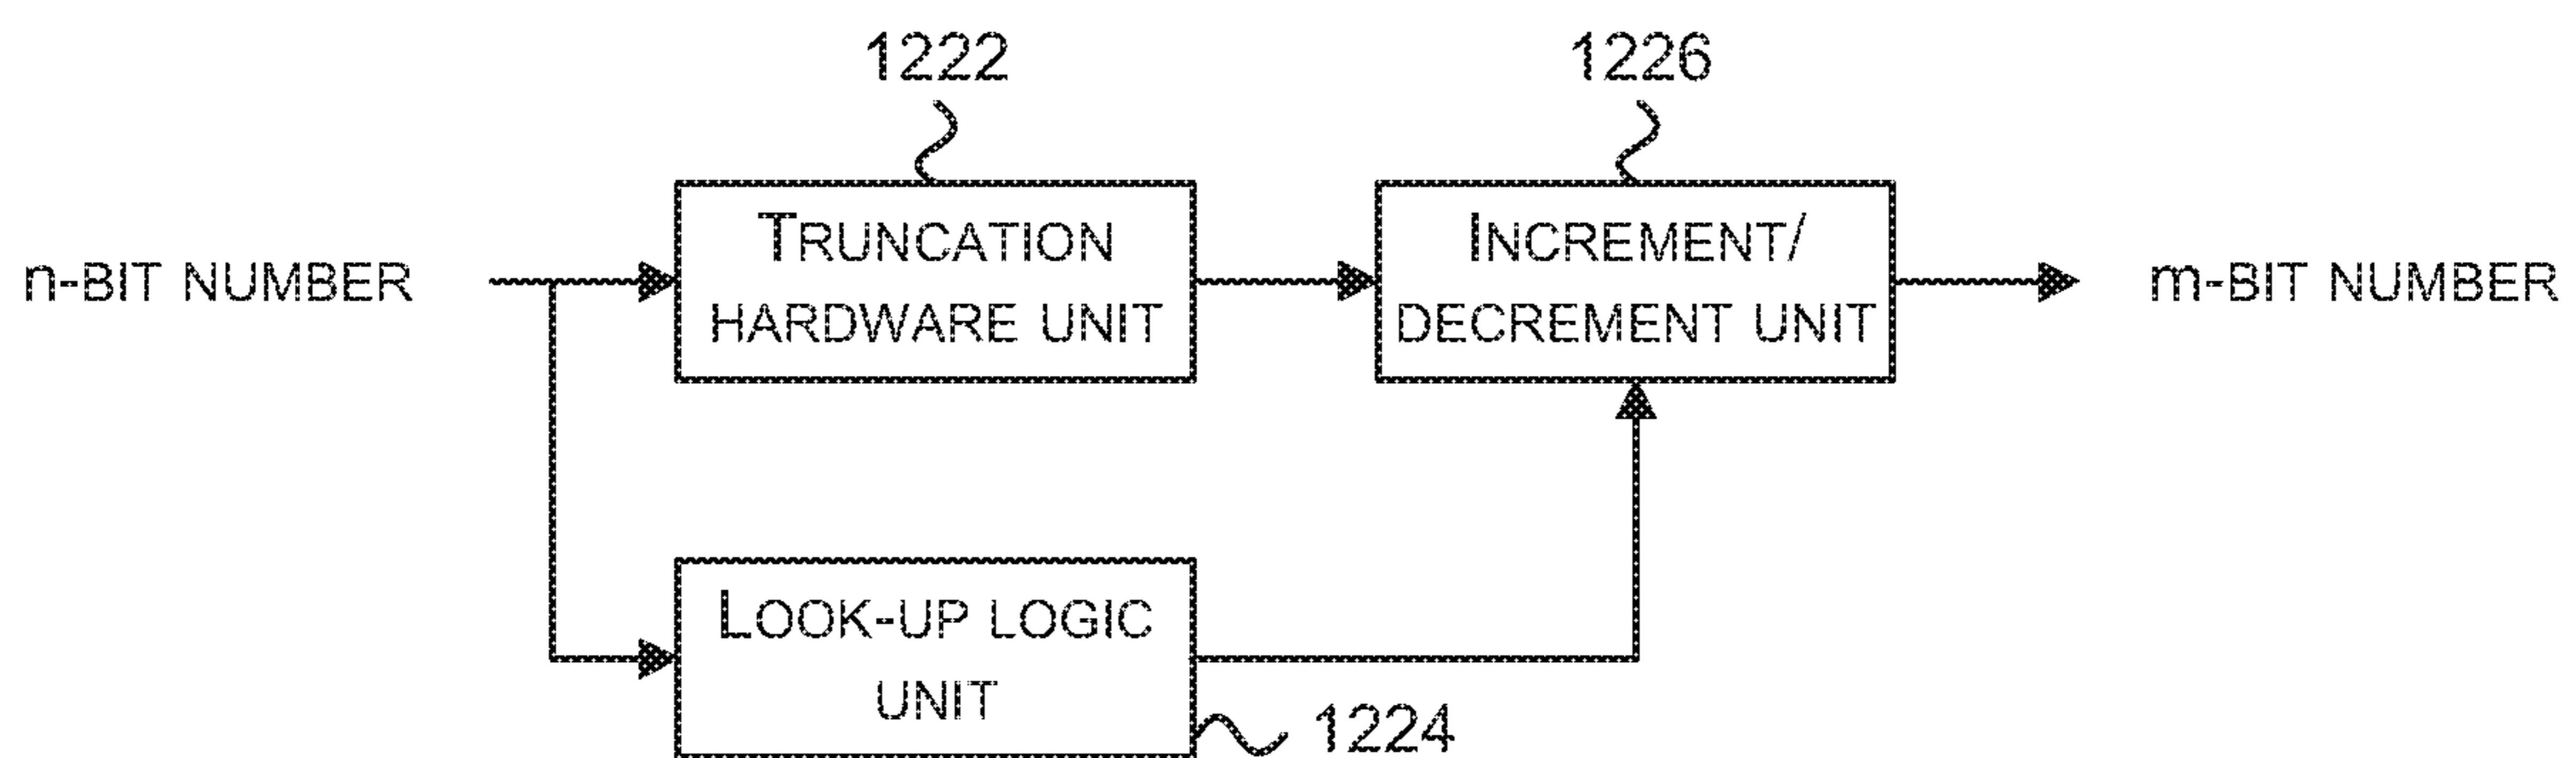 1222
1226
n-BIT NUMBER
TRUNCATION
HARDWARE UNIT
INCREMENT/
DECREMENT UNIT
m-BIT NUMBER
LOOK-UP LOGIC
UNIT
1224